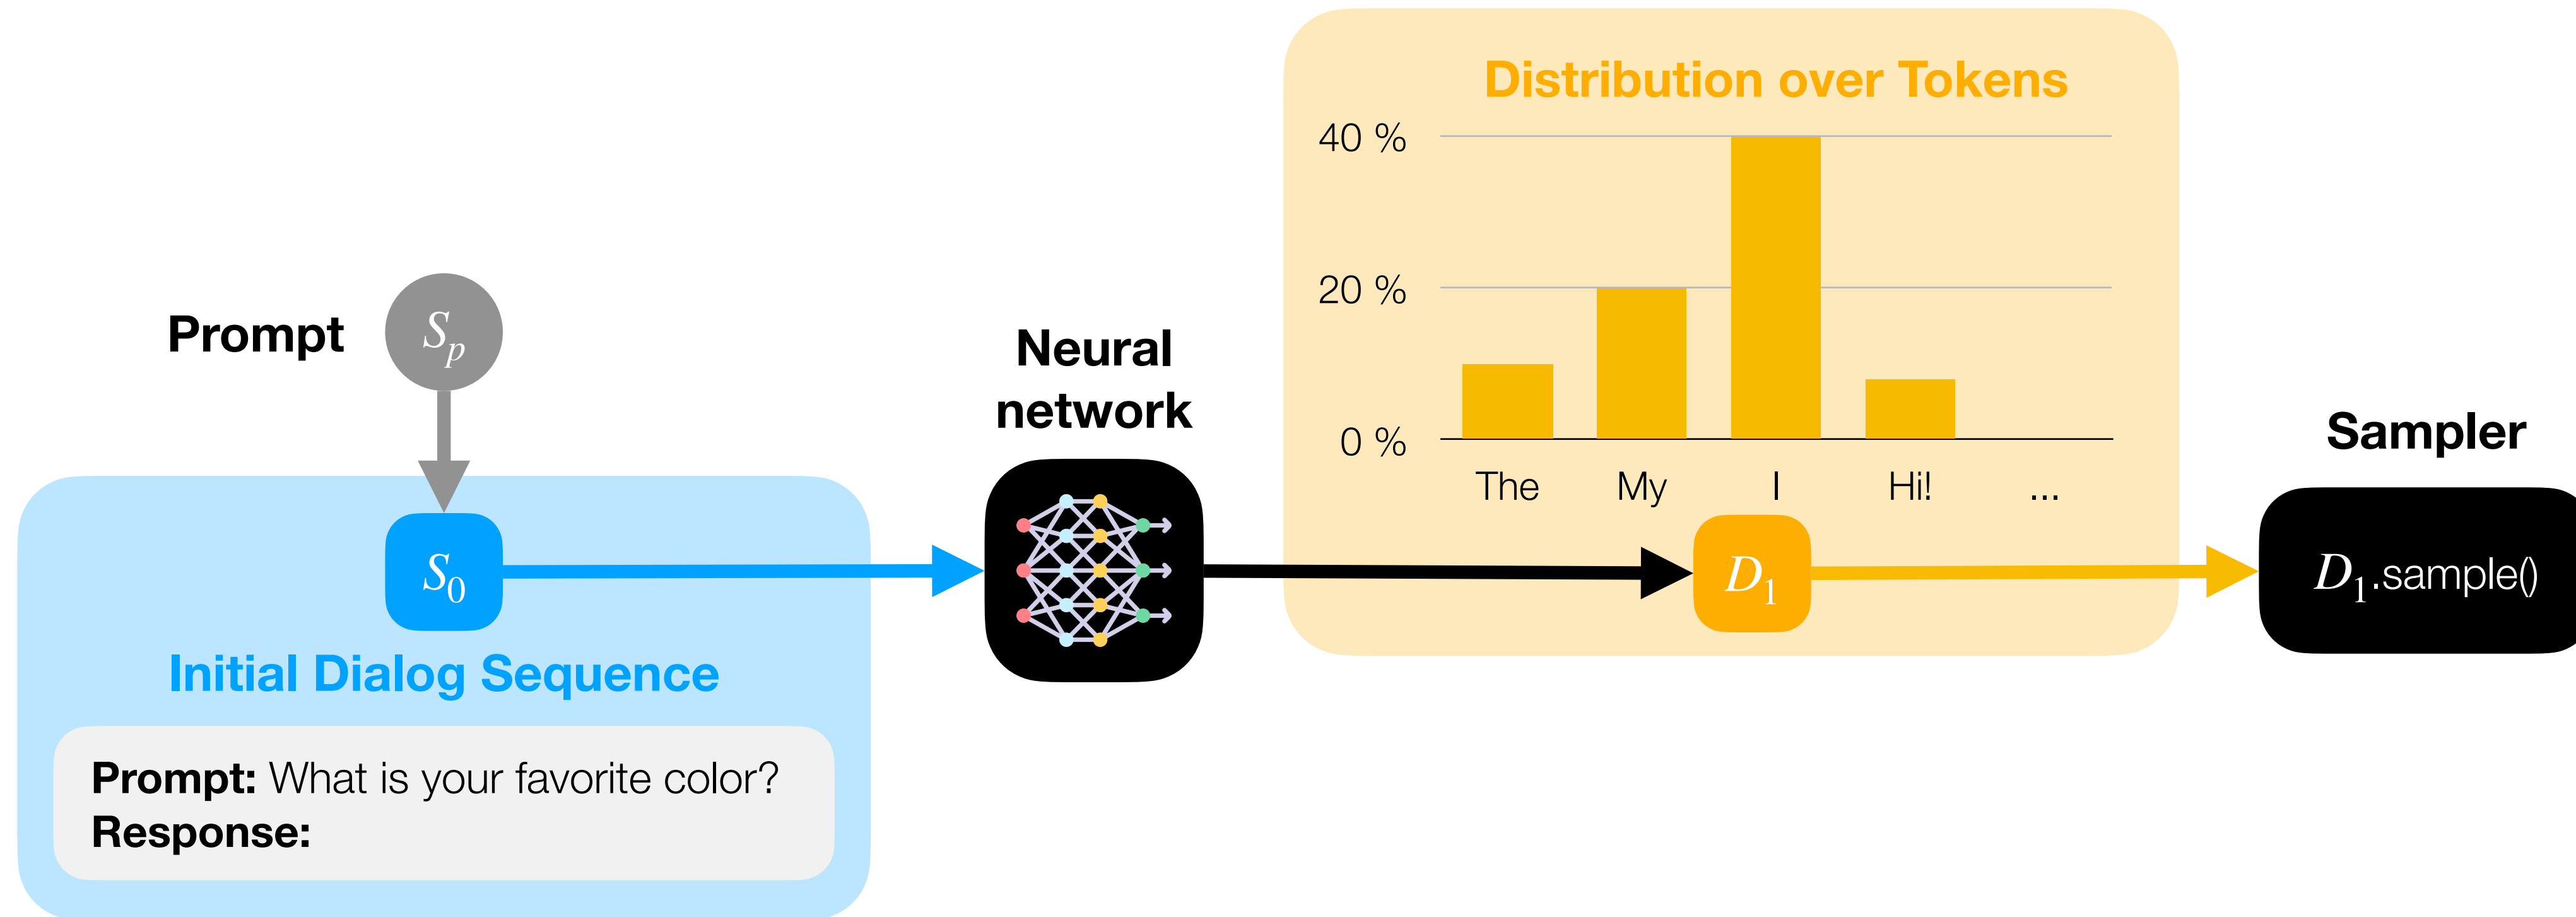 Distribution over Tokens
40 %
20 %
0 %
The My I Hi! ...
Prompt
Sₚ
Neural
network
Sampler
S₀
D₁
D₁.sample()
Initial Dialog Sequence
Prompt: What is your favorite color?
Response: